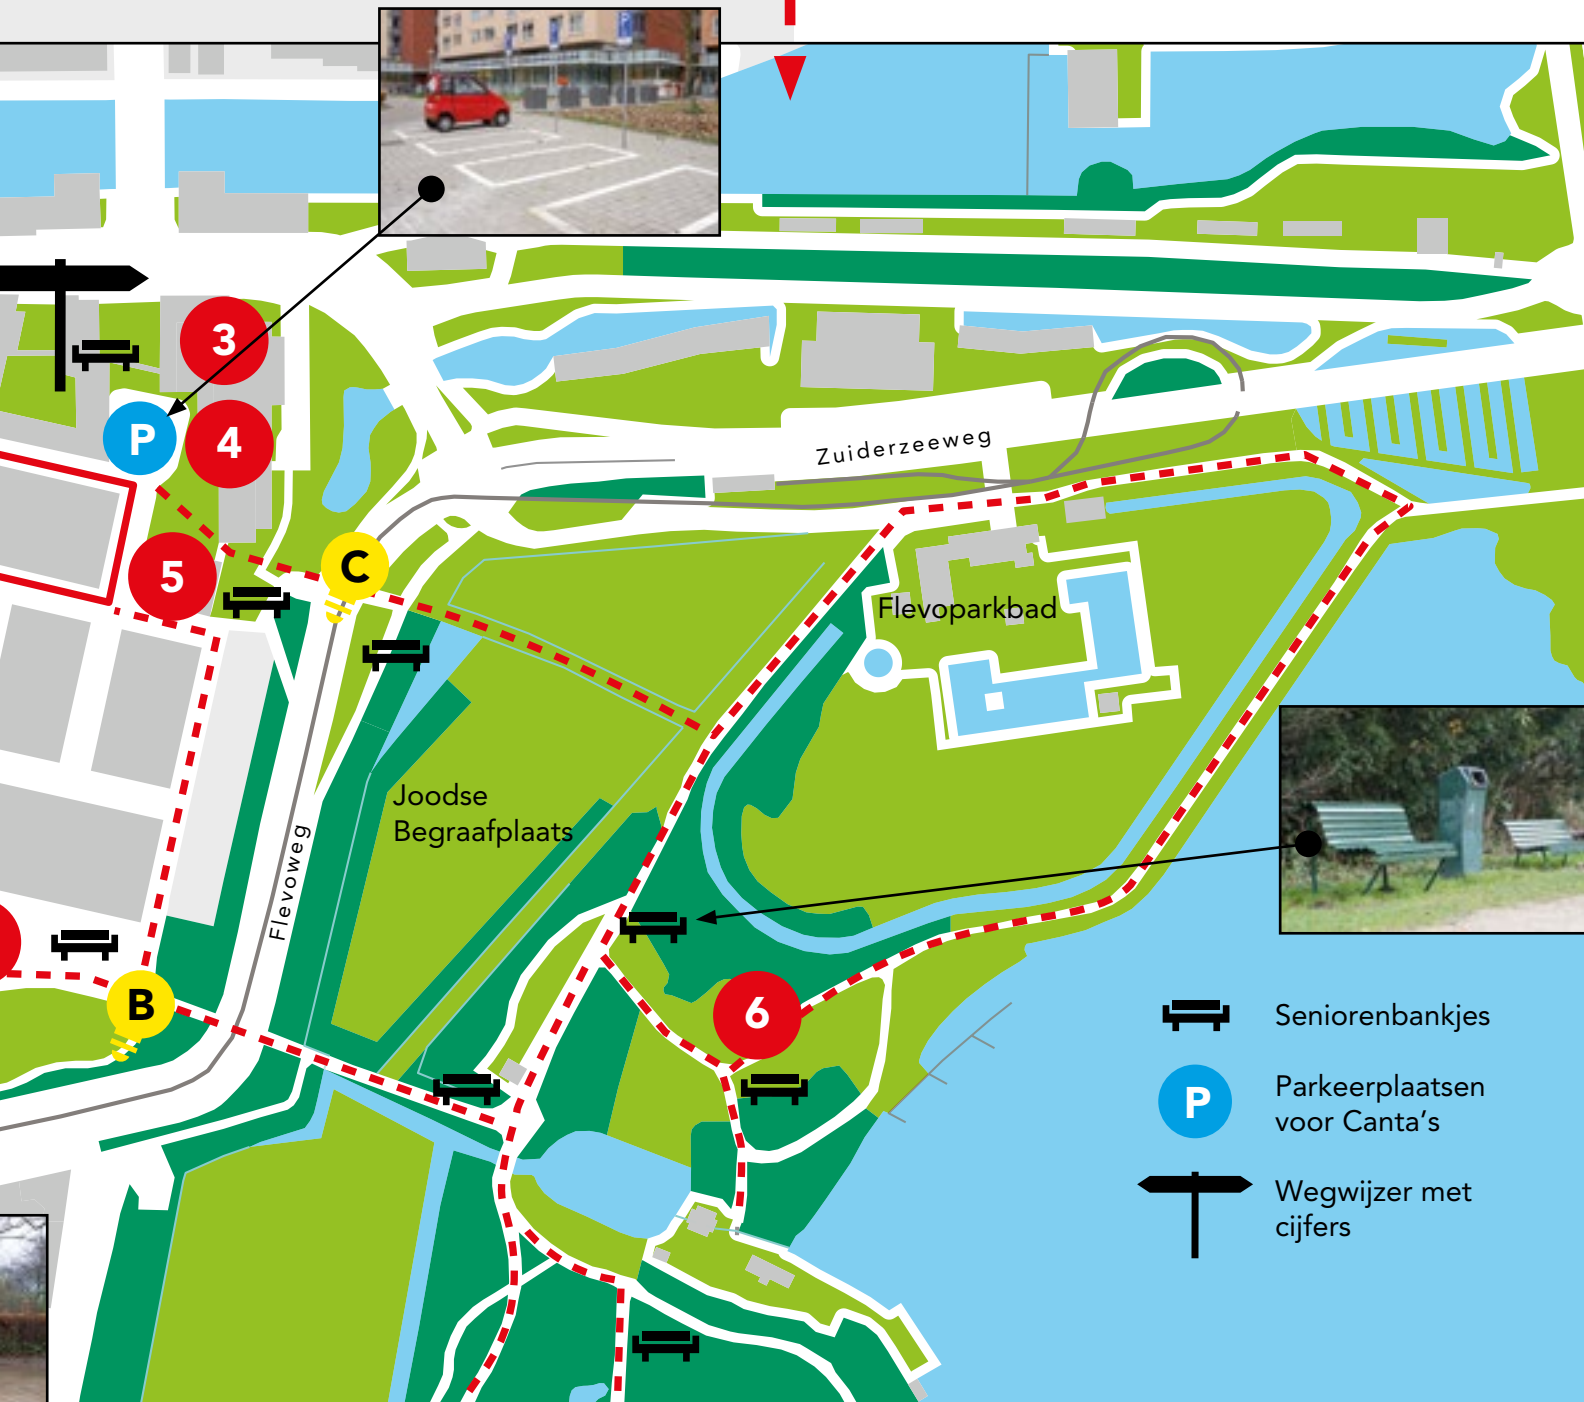 3
P
4
Zuiderzeeweg
5
C
Flevoparkbad
Joodse
Begraafplaats
Flevoweg
B
6
Seniorenbankjes
P
Parkeerplaatsen
voor Canta's
Wegwijzer met
cijfers